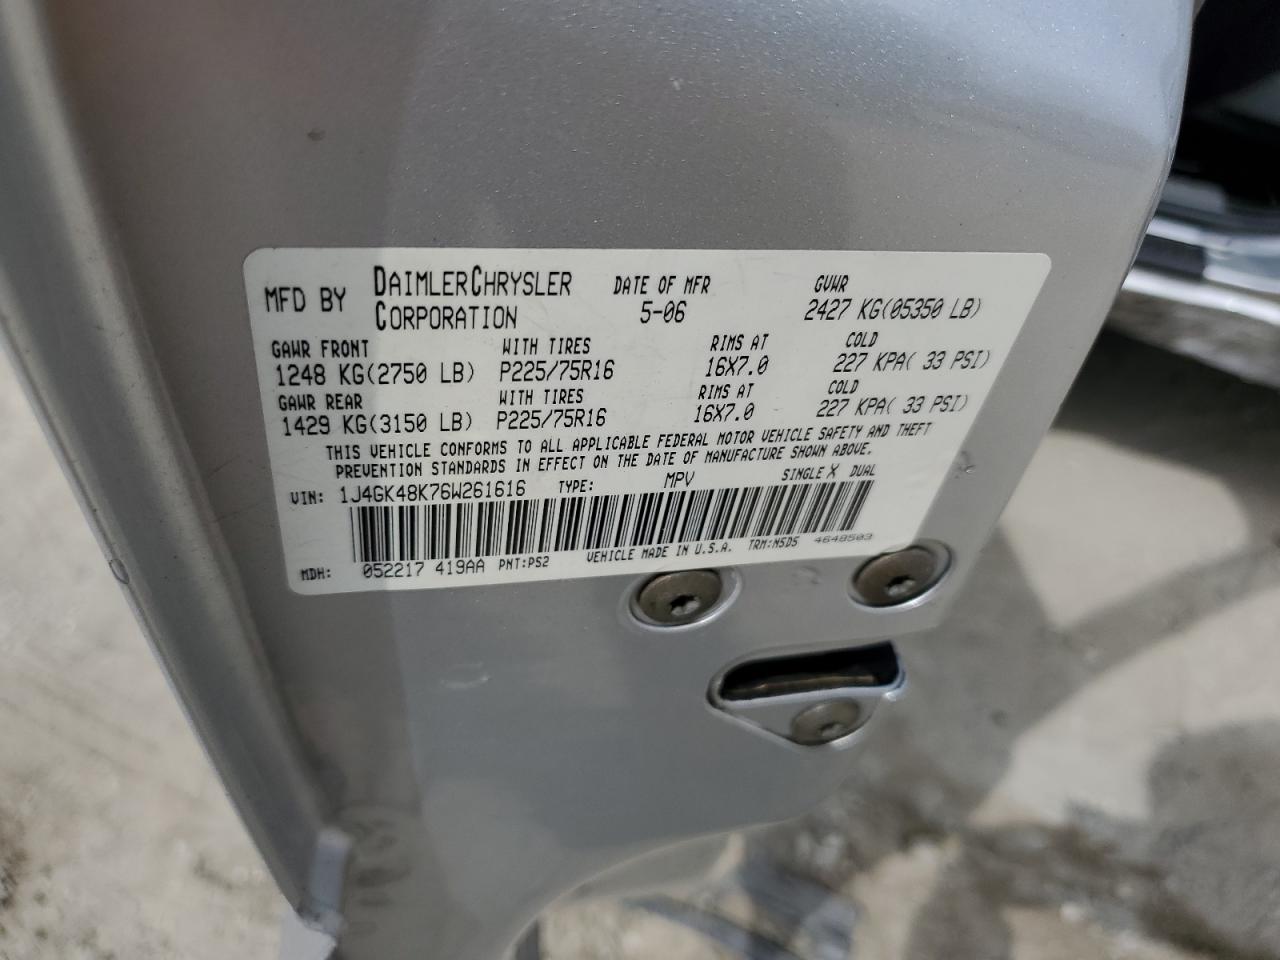 MFD BY DAIMLERCHRYSLER CORPORATION DATE OF MFR 5-06 GVWR 2427 KG(05350 LB)
GAWR FRONT WITH TIRES RIMS AT COLD
1248 KG(2750 LB) P225/75R16 16X7.0 227 KPA( 33 PSI)
GAWR REAR WITH TIRES RIMS AT COLD
1429 KG(3150 LB) P225/75R16 16X7.0 227 KPA( 33 PSI)
THIS VEHICLE CONFORMS TO ALL APPLICABLE FEDERAL MOTOR VEHICLE SAFETY AND THEFT
PREVENTION STANDARDS IN EFFECT ON THE DATE OF MANUFACTURE SHOWN ABOVE.
VIN: 1J4GK48K76W261616 TYPE: MPV SINGLE X DUAL
MDH: 052217 419AA PNT:PS2 VEHICLE MADE IN U.S.A. TRM:N5D5 4648503